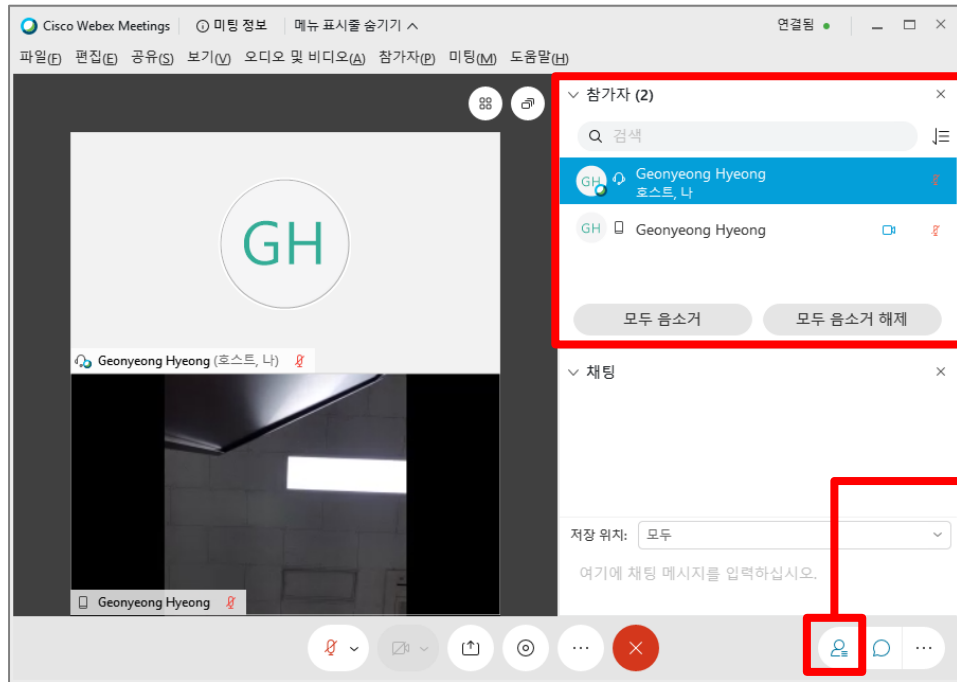 Cisco Webex Meetings 미팅 정보 메뉴 표시줄 숨기기 연결됨
파일(F) 편집(E) 공유(S) 보기(V) 오디오 및 비디오(A) 참가자(P) 미팅(M) 도움말(H)
참가자 (2)
검색
GH Geonyeong Hyeong
호스트, 나
GH Geonyeong Hyeong
모두 음소거 모두 음소거 해제
GH
Geonyeong Hyeong (호스트, 나)
Geonyeong Hyeong
채팅
저장 위치: 모두
여기에 채팅 메시지를 입력하십시오.